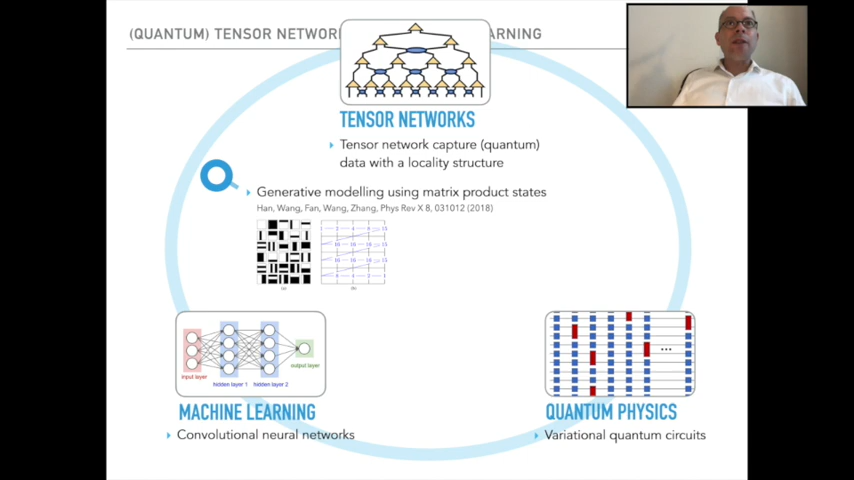 (QUANTUM) TENSOR NETWOR
ARNING
TENSOR NETWORKS
Tensor network capture (quantum)
data with a locality structure
Generative modelling using matrix product states
Han, Wang, Fan, Wang, Zhang, Phys Rev X 8, 031012 (2018)
(a)
(b)
input layer
hidden layer 1
hidden layer 2
output layer
...
MACHINE LEARNING
Convolutional neural networks
QUANTUM PHYSICS
Variational quantum circuits